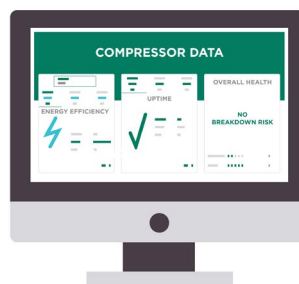 COMPRESSOR DATA
ENERGY EFFICIENCY
UPTIME
OVERALL HEALTH
NO
BREAKDOWN RISK